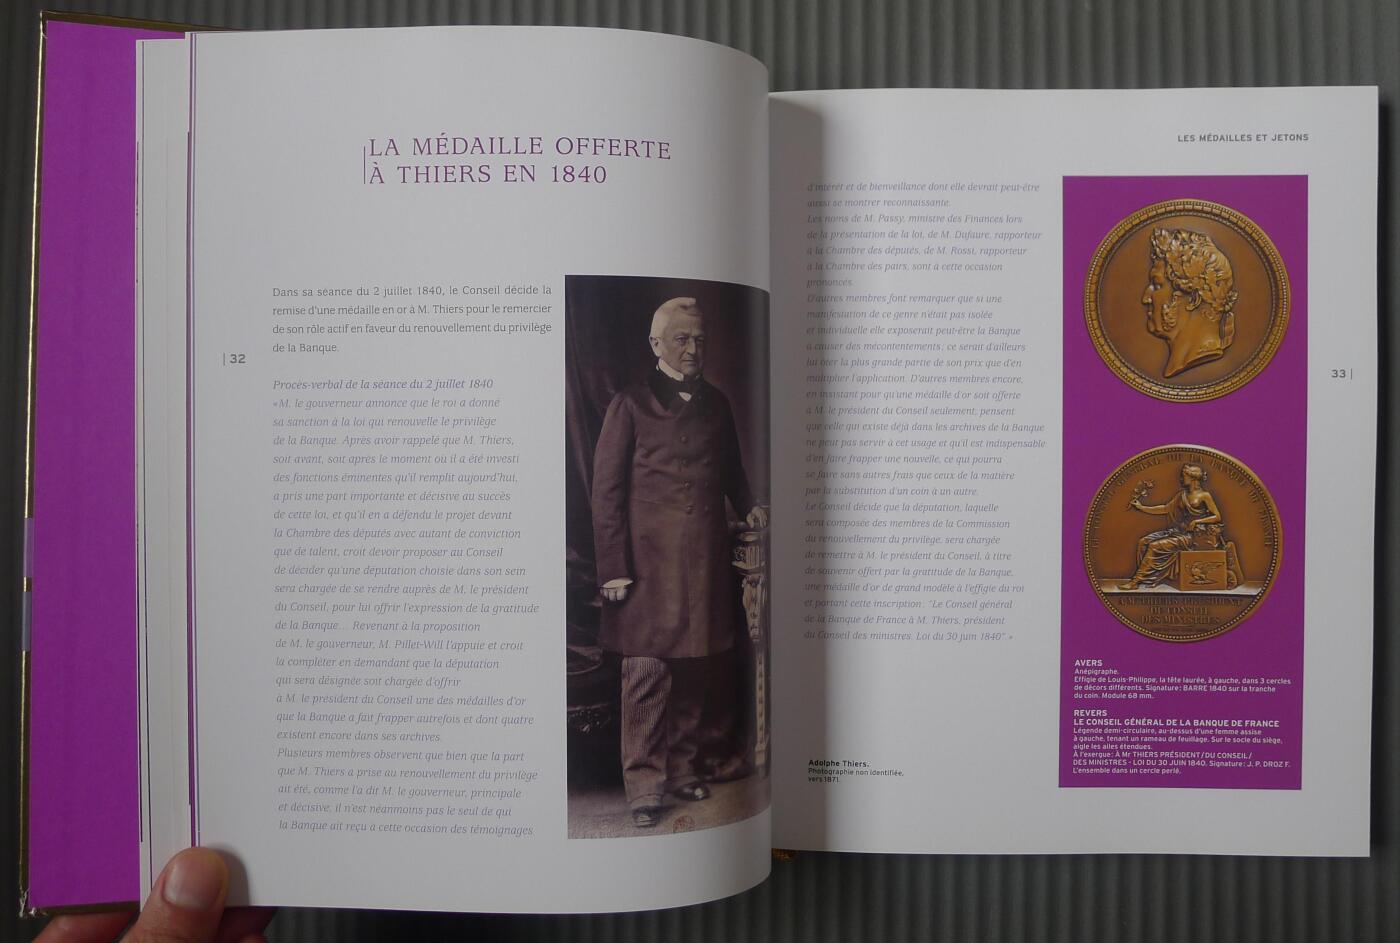 LA MÉDAILLE OFFERTE
À THIERS EN 1840
Dans sa séance du 2 juillet 1840, le Conseil décide la
remise d'une médaille en or à M. Thiers pour le remercier
de son rôle actif en faveur du renouvellement du privilège
de la Banque.
| 32
Procès-verbal de la séance du 2 juillet 1840
« M. le gouverneur annonce que le roi a donné
sa sanction à la loi qui renouvelle le privilège
de la Banque. Après avoir rappelé que M. Thiers,
soit avant, soit après le moment où il a été investi
des fonctions éminentes qu'il remplit aujourd'hui,
a pris une part importante et décisive au succès
de cette loi, et qu'il en a défendu le projet devant
la Chambre des députés avec autant de conviction
que de talent, croit devoir proposer au Conseil
de décider qu'une députation choisie dans son sein
sera chargée de se rendre auprès de M. le président
du Conseil, pour lui offrir l'expression de la gratitude
de la Banque… Revenant à la proposition
de M. le gouverneur, M. Pillet-Will l'appuie et croit
la compléter en demandant que la députation
qui sera désignée soit chargée d'offrir
à M. le président du Conseil une des médailles d'or
que la Banque a fait frapper autrefois et dont quatre
existent encore dans ses archives.
Plusieurs membres observent que bien que la part
que M. Thiers a prise au renouvellement du privilège
ait été, comme l'a dit M. le gouverneur, principale
et décisive, il n'est néanmoins pas le seul de qui
la Banque ait reçu à cette occasion des témoignages
LES MÉDAILLES ET JETONS
d'intérêt et de bienveillance dont elle devrait peut-être
aussi se montrer reconnaissante.
Les noms de M. Passy, ministre des Finances lors
de la présentation de la loi, de M. Dufaure, rapporteur
à la Chambre des députés, de M. Rossi, rapporteur
à la Chambre des pairs, sont à cette occasion
prononcés.
D'autres membres font remarquer que si une
manifestation de ce genre n'était pas isolée
et individuelle elle exposerait peut-être la Banque
à causer des mécontentements ; ce serait d'ailleurs
lui ôter la plus grande partie de son prix que d'en
multiplier l'application. D'autres membres encore,
en insistant pour qu'une médaille d'or soit offerte
à M. le président du Conseil seulement, pensent
que celle qui existe déjà dans les archives de la Banque
ne peut pas servir à cet usage et qu'il est indispensable
d'en faire frapper une nouvelle, ce qui pourra
se faire sans autres frais que ceux de la matière
par la substitution d'un coin à un autre.
Le Conseil décide que la députation, laquelle
sera composée des membres de la Commission
du renouvellement du privilège, sera chargée
de remettre à M. le président du Conseil, à titre
de souvenir offert par la gratitude de la Banque,
une médaille d'or de grand modèle à l'effigie du roi
et portant cette inscription : "Le Conseil général
de la Banque de France à M. Thiers, président
du Conseil des ministres. Loi du 30 juin 1840" »
Adolphe Thiers.
Photographie non identifiée,
vers 1871.
33 |
GENERAL DE LA BANQUE DE FRANCE
A M. THIERS PRESIDENT
DU CONSEIL
DES MINISTRES
AVERS
Anépigraphe.
Effigie de Louis-Philippe, la tête laurée, à gauche, dans 3 cercles
de décors différents. Signature : BARRE 1840 sur la tranche
du coin. Module 68 mm.
REVERS
LE CONSEIL GÉNÉRAL DE LA BANQUE DE FRANCE
Légende demi-circulaire, au-dessus d'une femme assise
à gauche, tenant un rameau de feuillage. Sur le socle du siège,
aigle les ailes étendues.
À l'exergue : À Mr THIERS PRÉSIDENT / DU CONSEIL /
DES MINISTRES - LOI DU 30 JUIN 1840. Signature : J. P. DROZ F.
L'ensemble dans un cercle perlé.